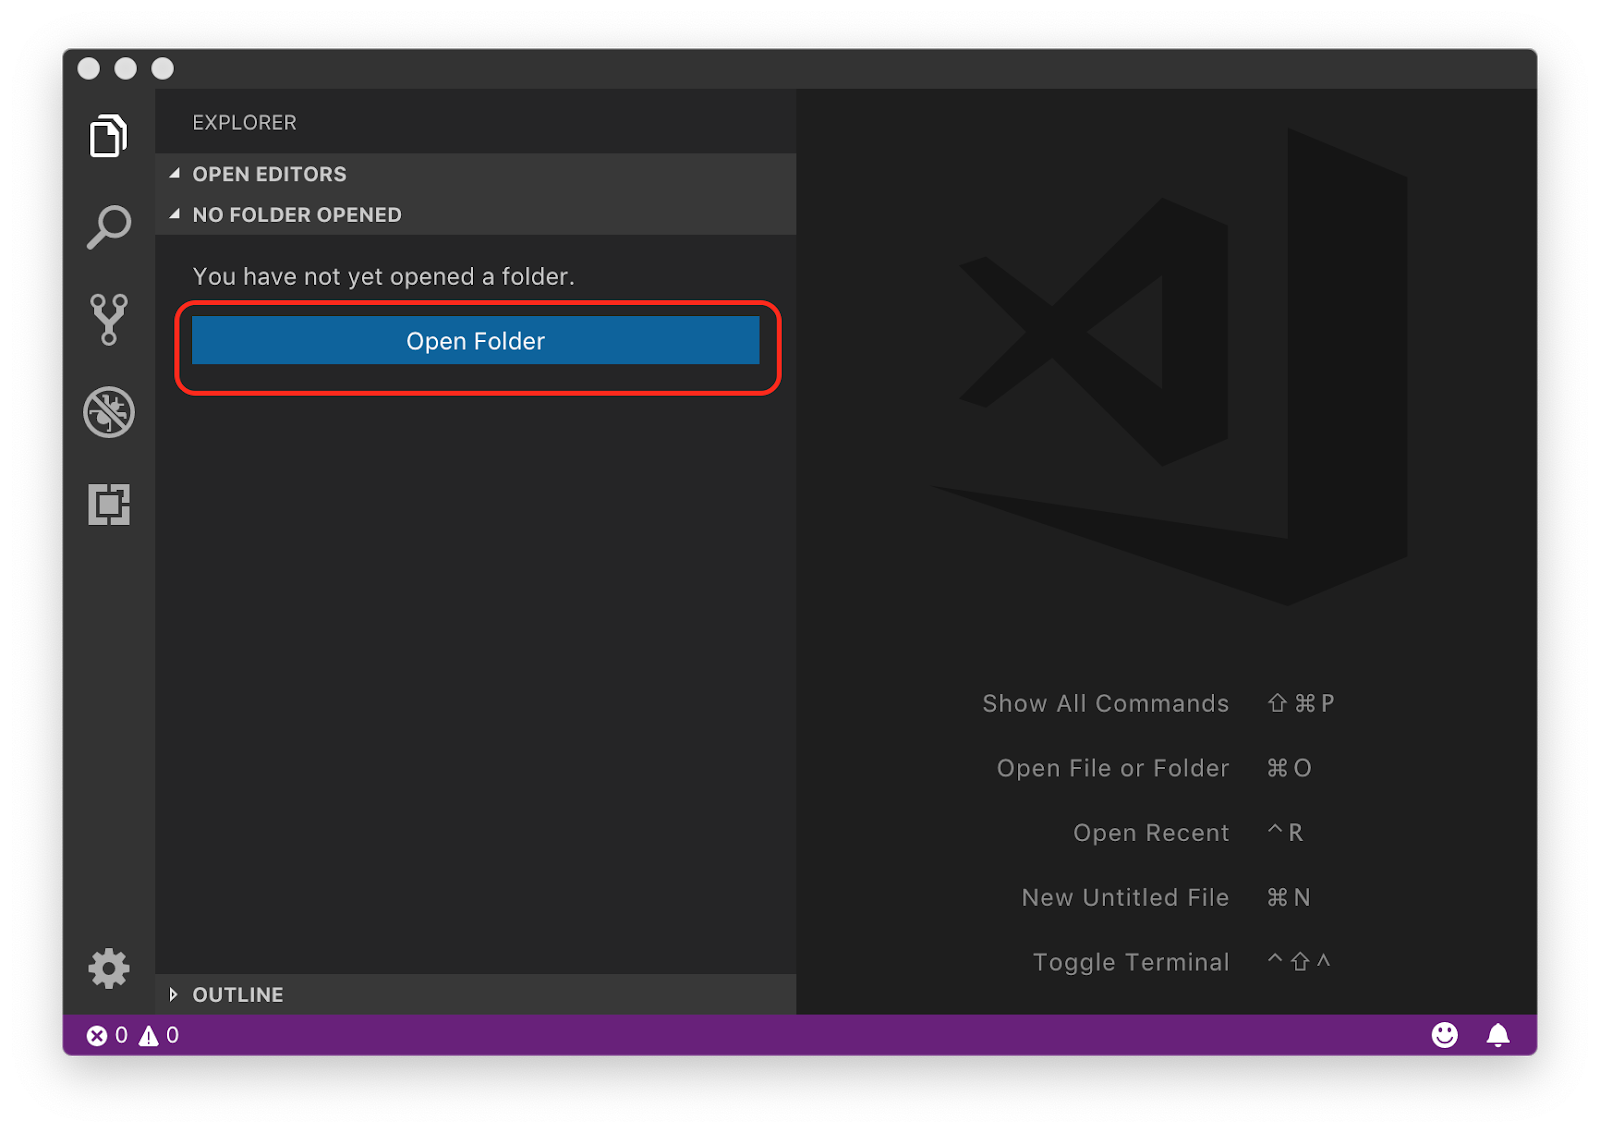 EXPLORER
OPEN EDITORS
NO FOLDER OPENED
You have not yet opened a folder.
Open Folder
Show All Commands ⇧⌘P
Open File or Folder ⌘O
Open Recent ^R
New Untitled File ⌘N
Toggle Terminal ^⇧^
OUTLINE
0 0